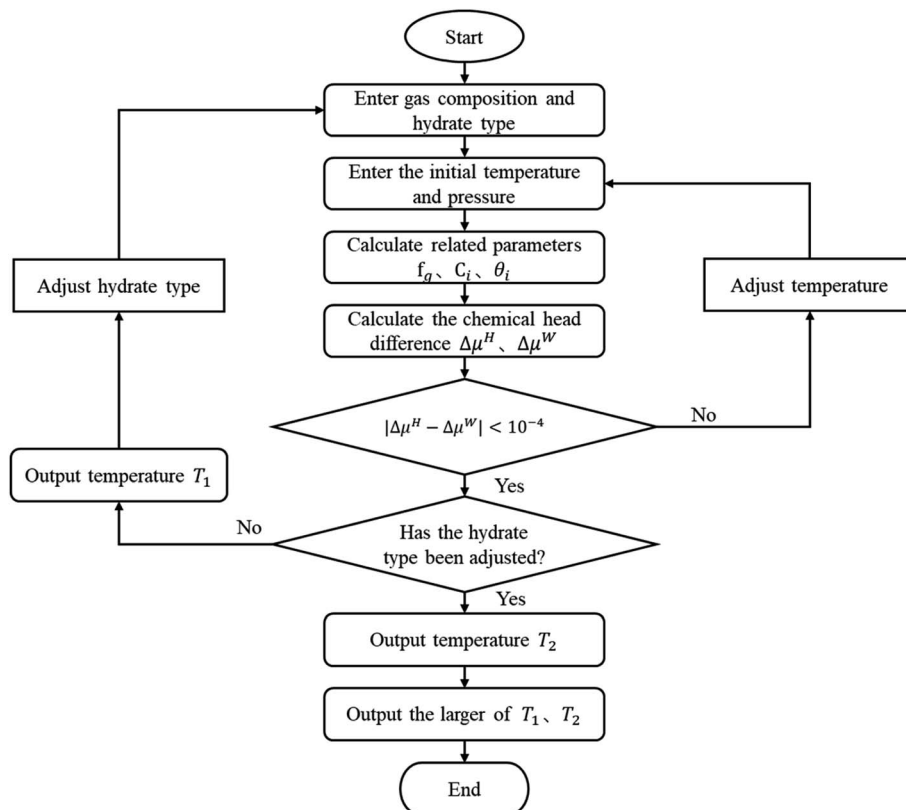 Start
Enter gas composition and
hydrate type
Enter the initial temperature
and pressure
Calculate related parameters
f_g、C_i、θ_i
Adjust hydrate type
Adjust temperature
Calculate the chemical head
difference Δμ^H、Δμ^W
|Δμ^H − Δμ^W| < 10^−4
No
Output temperature T_1
Yes
No
Has the hydrate
type been adjusted?
Yes
Output temperature T_2
Output the larger of T_1、T_2
End